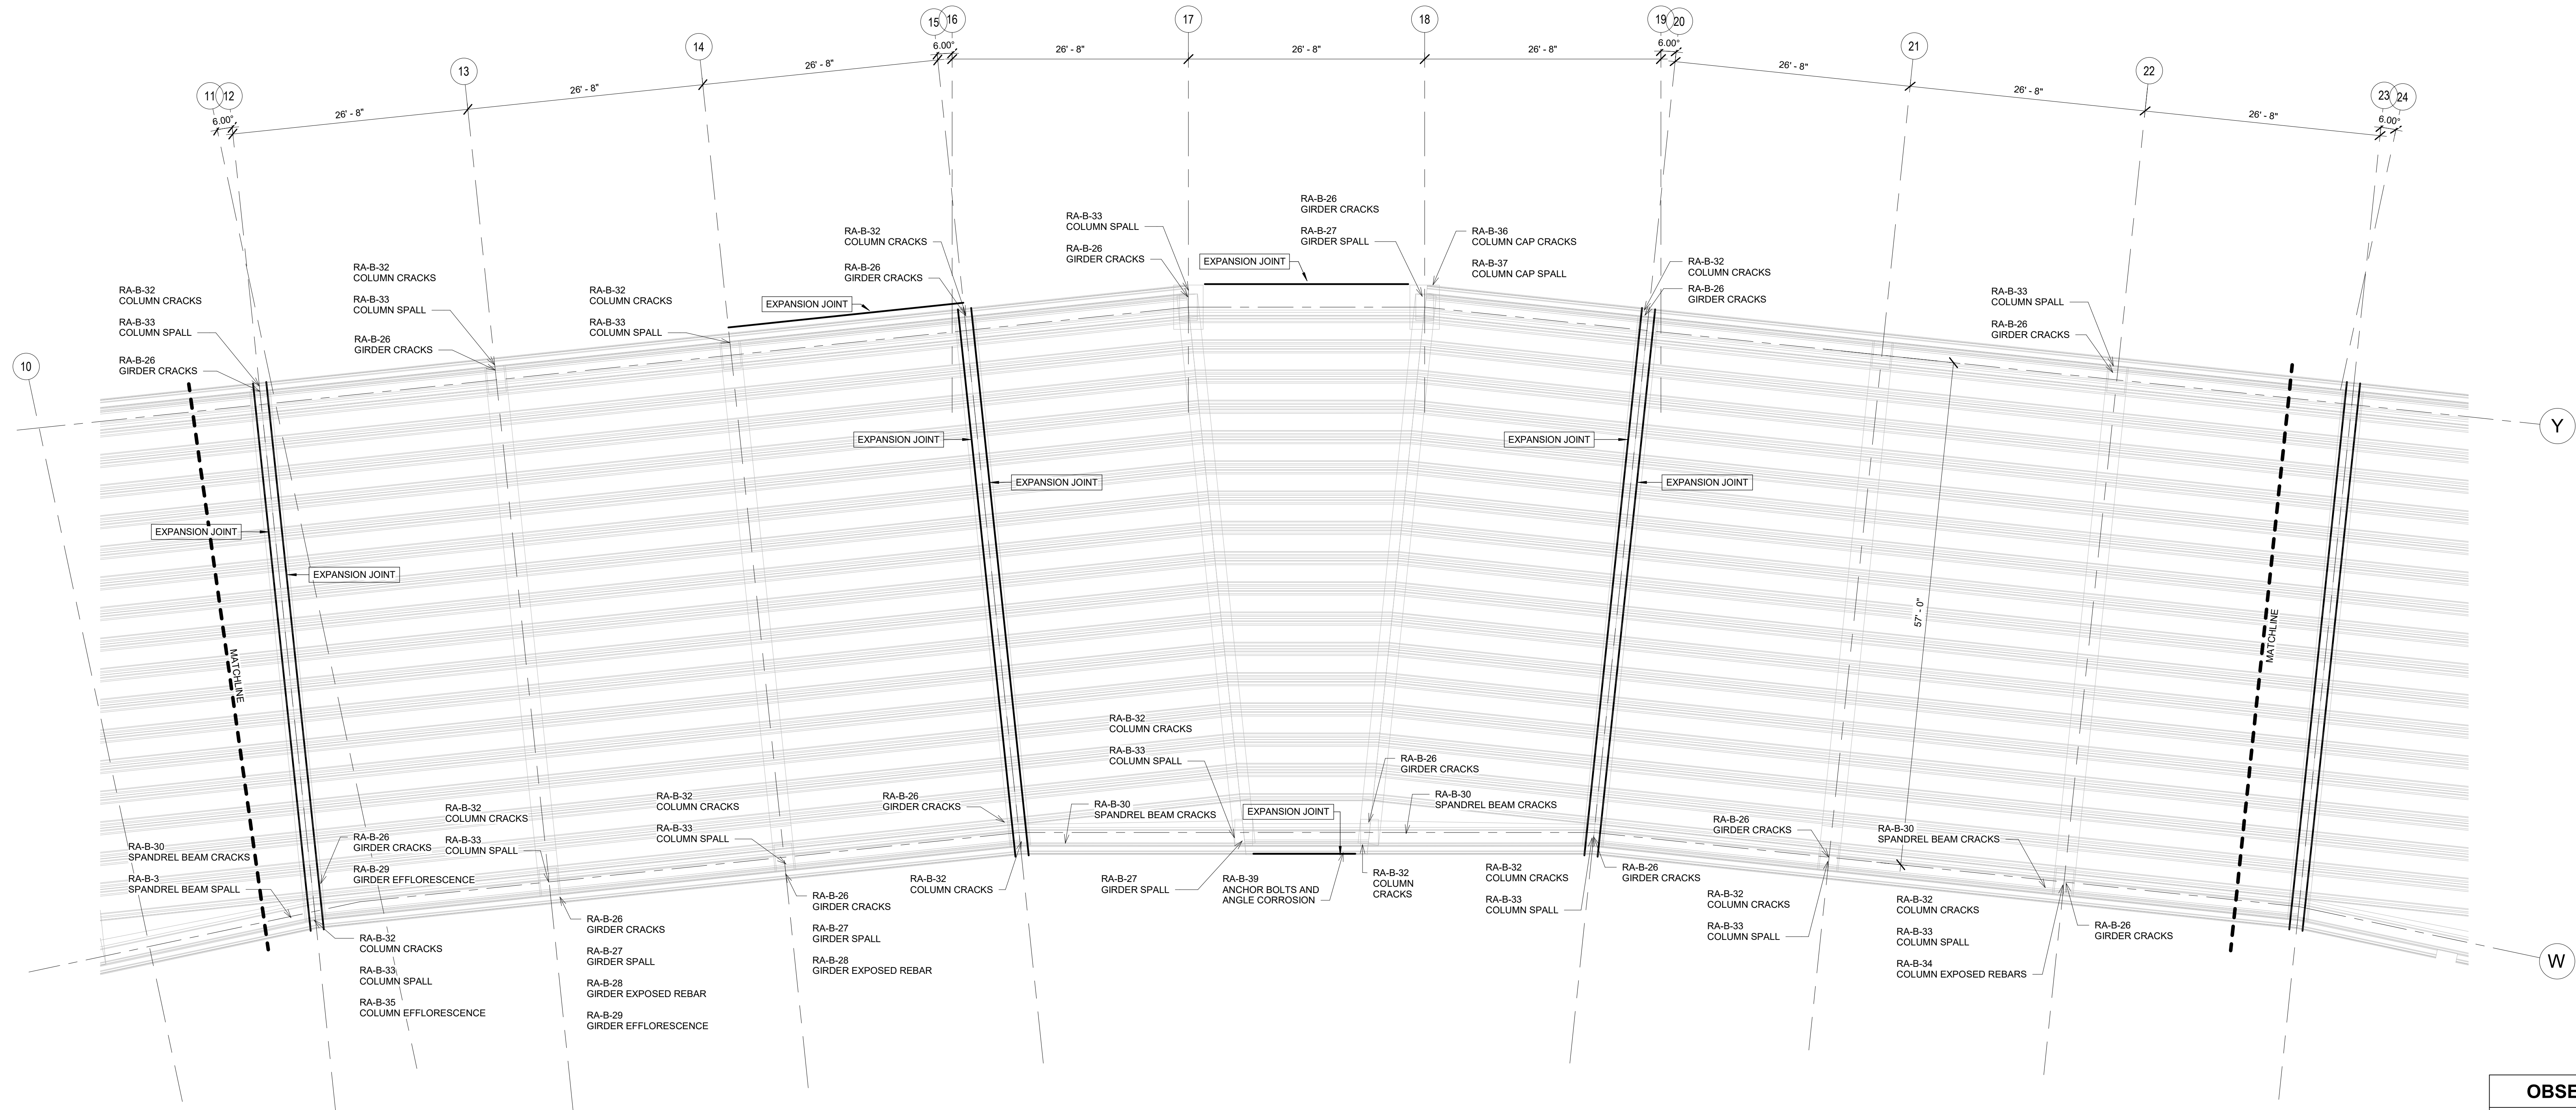 15
16
17
18
19
20
14
21
13
22
11
12
23
24
6.00°
26' - 8"
26' - 8"
26' - 8"
6.00°
26' - 8"
26' - 8"
26' - 8"
6.00°
26' - 8"
26' - 8"
26' - 8"
6.00°
RA-B-32
COLUMN CRACKS
RA-B-33
COLUMN SPALL
RA-B-26
GIRDER CRACKS
RA-B-32
COLUMN CRACKS
RA-B-33
COLUMN SPALL
RA-B-26
GIRDER CRACKS
RA-B-32
COLUMN CRACKS
RA-B-33
COLUMN SPALL
EXPANSION JOINT
RA-B-32
COLUMN CRACKS
RA-B-26
GIRDER CRACKS
RA-B-33
COLUMN SPALL
RA-B-26
GIRDER CRACKS
EXPANSION JOINT
RA-B-26
GIRDER CRACKS
RA-B-27
GIRDER SPALL
RA-B-36
COLUMN CAP CRACKS
RA-B-37
COLUMN CAP SPALL
RA-B-32
COLUMN CRACKS
RA-B-26
GIRDER CRACKS
RA-B-33
COLUMN SPALL
RA-B-26
GIRDER CRACKS
10
Y
EXPANSION JOINT
EXPANSION JOINT
EXPANSION JOINT
EXPANSION JOINT
EXPANSION JOINT
EXPANSION JOINT
57' - 0"
MATCHLINE
MATCHLINE
RA-B-30
SPANDREL BEAM CRACKS
RA-B-3
SPANDREL BEAM SPALL
RA-B-26
GIRDER CRACKS
RA-B-29
GIRDER EFFLORESCENCE
RA-B-32
COLUMN CRACKS
RA-B-33
COLUMN SPALL
RA-B-32
COLUMN CRACKS
RA-B-33
COLUMN SPALL
RA-B-26
GIRDER CRACKS
RA-B-32
COLUMN CRACKS
RA-B-30
SPANDREL BEAM CRACKS
RA-B-32
COLUMN CRACKS
RA-B-33
COLUMN SPALL
EXPANSION JOINT
RA-B-26
GIRDER CRACKS
RA-B-30
SPANDREL BEAM CRACKS
RA-B-27
GIRDER SPALL
RA-B-39
ANCHOR BOLTS AND
ANGLE CORROSION
RA-B-32
COLUMN
CRACKS
RA-B-32
COLUMN CRACKS
RA-B-33
COLUMN SPALL
RA-B-26
GIRDER CRACKS
RA-B-26
GIRDER CRACKS
RA-B-32
COLUMN CRACKS
RA-B-33
COLUMN SPALL
RA-B-30
SPANDREL BEAM CRACKS
RA-B-32
COLUMN CRACKS
RA-B-33
COLUMN SPALL
RA-B-34
COLUMN EXPOSED REBARS
RA-B-26
GIRDER CRACKS
W
RA-B-32
COLUMN CRACKS
RA-B-33
COLUMN SPALL
RA-B-35
COLUMN EFFLORESCENCE
RA-B-26
GIRDER CRACKS
RA-B-27
GIRDER SPALL
RA-B-28
GIRDER EXPOSED REBAR
RA-B-29
GIRDER EFFLORESCENCE
RA-B-26
GIRDER CRACKS
RA-B-27
GIRDER SPALL
RA-B-28
GIRDER EXPOSED REBAR
OBSE